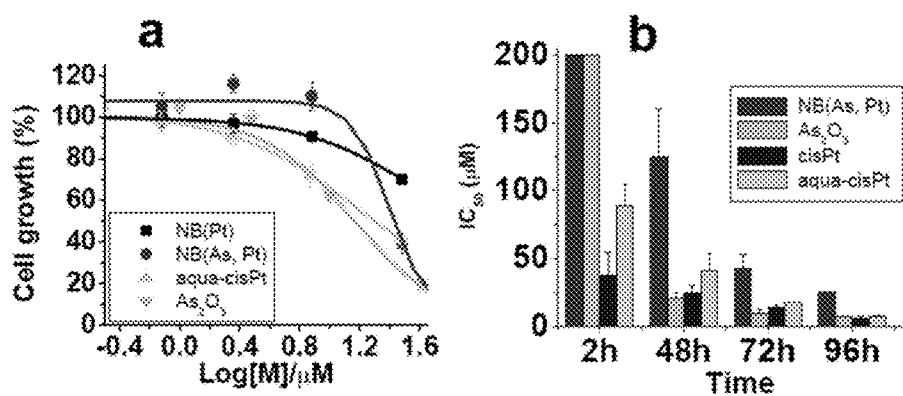 a
Cell growth (%)
120
100
80
60
40
20
0
-0.4 0.0 0.4 0.8 1.2 1.6
Log[M]/μM
NB(Pt)
NB(As, Pt)
aqua-cisPt
As₂O₃
b
IC₅₀ (μM)
200
150
100
50
0
2h 48h 72h 96h
Time
NB(As, Pt)
As₂O₃
cisPt
aqua-cisPt